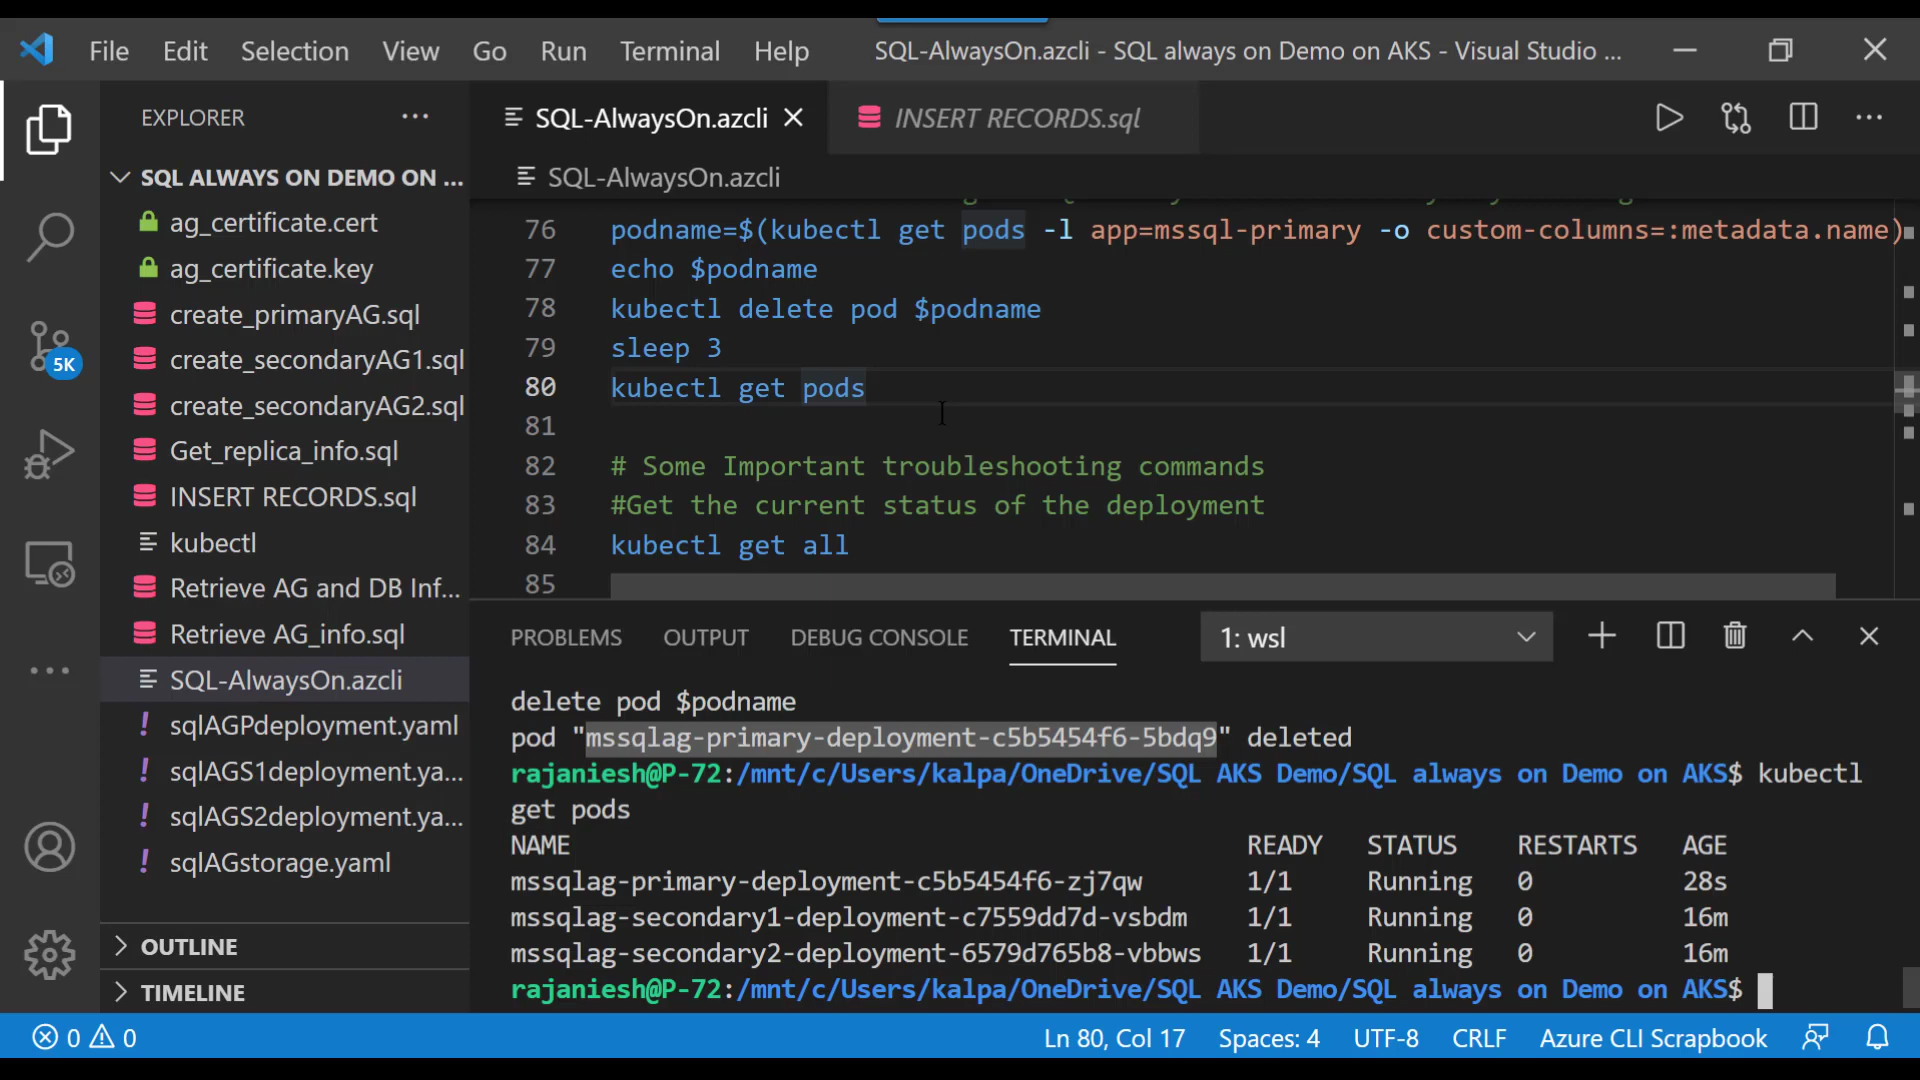 File Edit Selection View Go Run Terminal Help SQL-AlwaysOn.azcli - SQL always on Demo on AKS - Visual Studio ...
EXPLORER ...
SQL-AlwaysOn.azcli
INSERT RECORDS.sql
SQL ALWAYS ON DEMO ON ...
SQL-AlwaysOn.azcli
ag_certificate.cert
ag_certificate.key
create_primaryAG.sql
create_secondaryAG1.sql
create_secondaryAG2.sql
Get_replica_info.sql
INSERT RECORDS.sql
kubectl
Retrieve AG and DB Inf...
Retrieve AG_info.sql
SQL-AlwaysOn.azcli
sqlAGPdeployment.yaml
sqlAGS1deployment.ya...
sqlAGS2deployment.ya...
sqlAGstorage.yaml
OUTLINE
TIMELINE
5K
76 podname=$(kubectl get pods -l app=mssql-primary -o custom-columns=:metadata.name)
77 echo $podname
78 kubectl delete pod $podname
79 sleep 3
80 kubectl get pods
81
82 # Some Important troubleshooting commands
83 #Get the current status of the deployment
84 kubectl get all
85
PROBLEMS OUTPUT DEBUG CONSOLE TERMINAL 1: wsl
delete pod $podname
pod "mssqlag-primary-deployment-c5b5454f6-5bdq9" deleted
rajaniesh@P-72:/mnt/c/Users/kalpa/OneDrive/SQL AKS Demo/SQL always on Demo on AKS$ kubectl
get pods
NAME READY STATUS RESTARTS AGE
mssqlag-primary-deployment-c5b5454f6-zj7qw 1/1 Running 0 28s
mssqlag-secondary1-deployment-c7559dd7d-vsbdm 1/1 Running 0 16m
mssqlag-secondary2-deployment-6579d765b8-vbbws 1/1 Running 0 16m
rajaniesh@P-72:/mnt/c/Users/kalpa/OneDrive/SQL AKS Demo/SQL always on Demo on AKS$
0 0 Ln 80, Col 17 Spaces: 4 UTF-8 CRLF Azure CLI Scrapbook